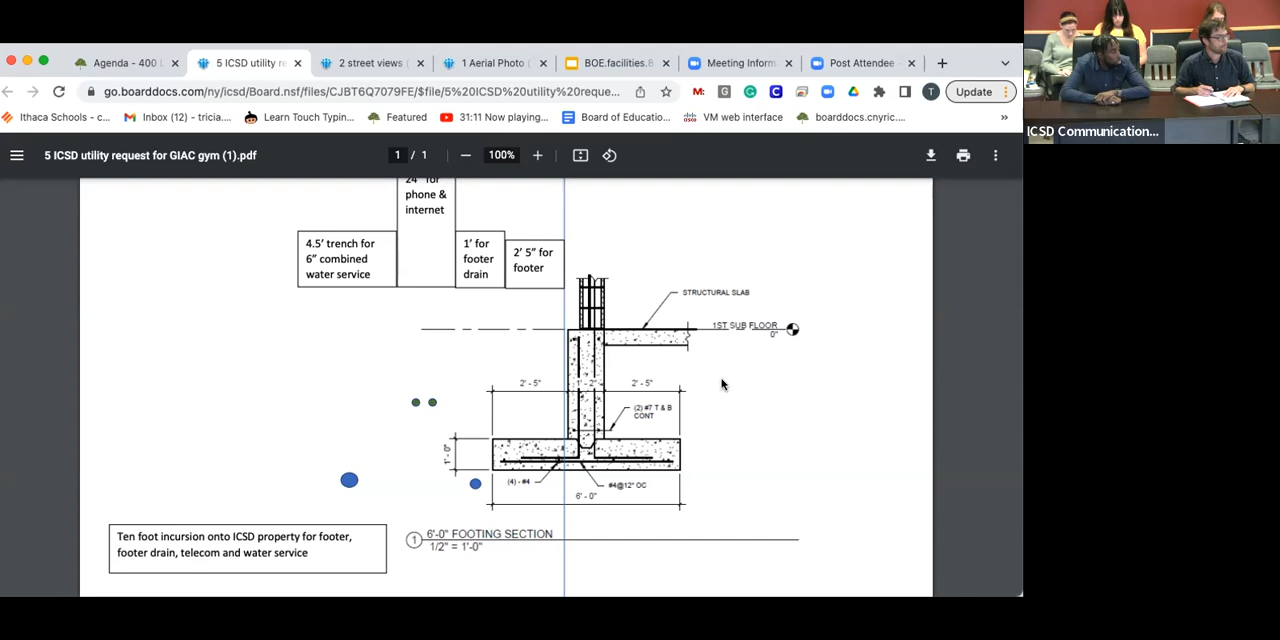 Agenda - 400 L
5 ICSD utility re
2 street views (
1 Aerial Photo (
BOE.facilities.8
Meeting Inform
Post Attendee –
go.boarddocs.com/ny/icsd/Board.nsf/files/CJBT6Q7079FE/$file/5%20ICSD%20utility%20reque...
T
Update
Ithaca Schools - c...
Inbox (12) - tricia....
Learn Touch Typin...
Featured
31:11 Now playing...
Board of Educatio...
VM web interface
boarddocs.cnyric....
»
5 ICSD utility request for GIAC gym (1).pdf
1 / 1
100%
24" for
phone &
internet
4.5' trench for
6" combined
water service
1' for
footer
drain
2' 5" for
footer
STRUCTURAL SLAB
1ST SUB FLOOR
0"
2' - 5"
1' - 2"
2' - 5"
(2) #7 T & B
CONT
1' - 0"
(4) - #4
#4@12" OC
6' - 0"
Ten foot incursion onto ICSD property for footer,
footer drain, telecom and water service
1
6'-0" FOOTING SECTION
1/2" = 1'-0"
ICSD Communication...